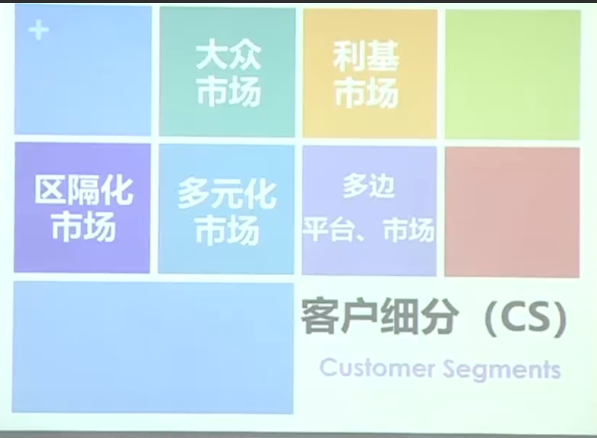 +
大众
市场
利基
市场
区隔化
市场
多元化
市场
多边
平台、市场
客户细分（CS）
Customer Segments